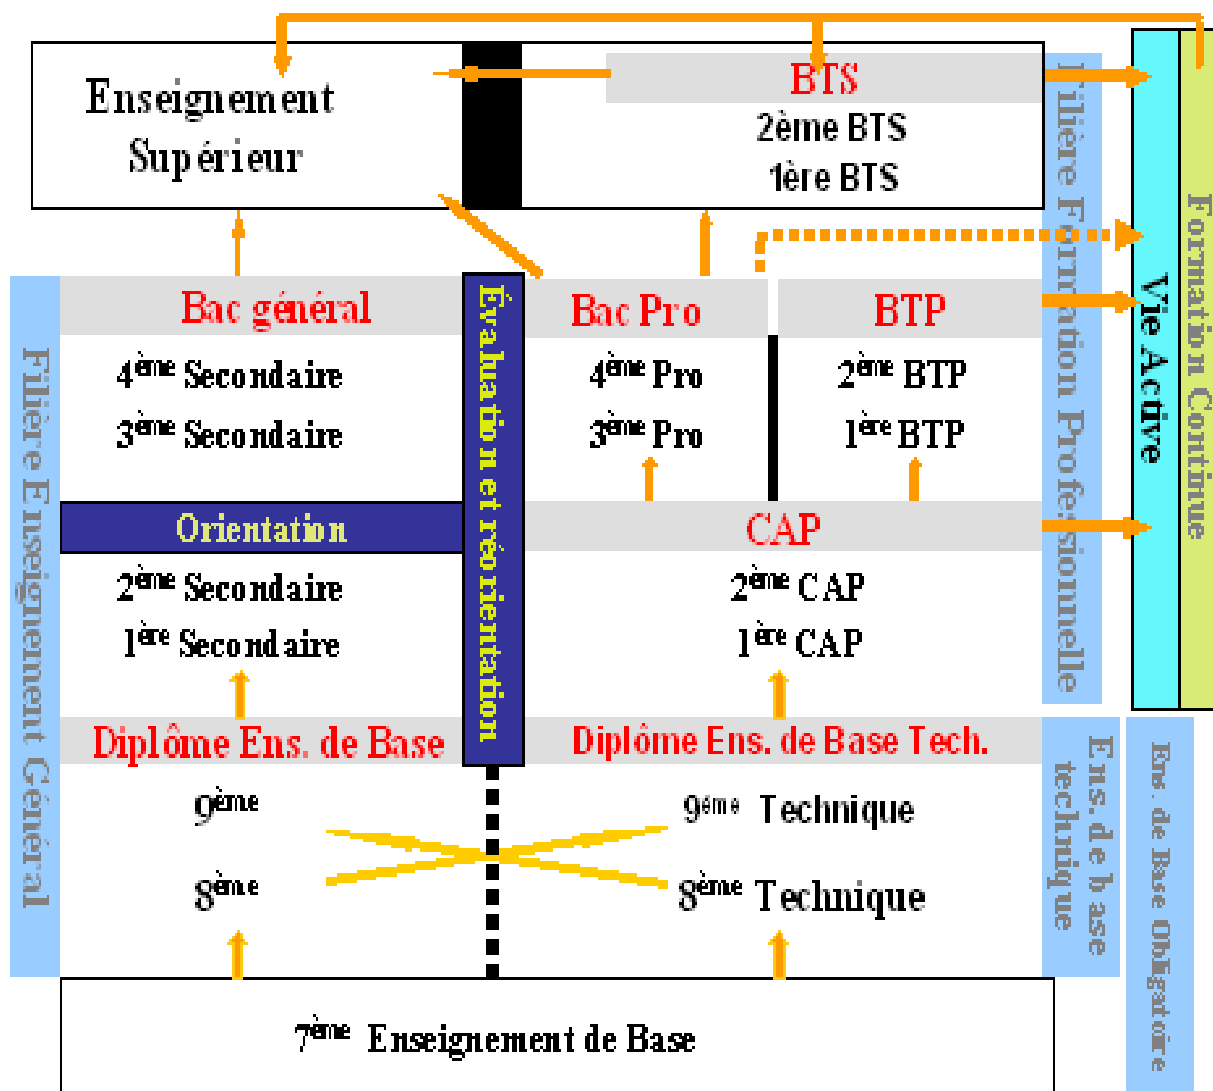 Enseignement
Supérieur
BTS
2ème BTS
1ère BTS
Bac général
4ème Secondaire
3ème Secondaire
Orientation
2ème Secondaire
1ère Secondaire
Diplôme Ens. de Base
9ème
8ème
Évaluation et réorientation
Bac Pro
4ème Pro
3ème Pro
BTP
2ème BTP
1ère BTP
CAP
2ème CAP
1ère CAP
Diplôme Ens. de Base Tech.
9ème Technique
8ème Technique
7ème Enseignement de Base
Filière Enseignement Général
Filière Formation Professionnelle
Vie Active
Formation Continue
Ens. de base
technique
Ens. de Base Obligatoire